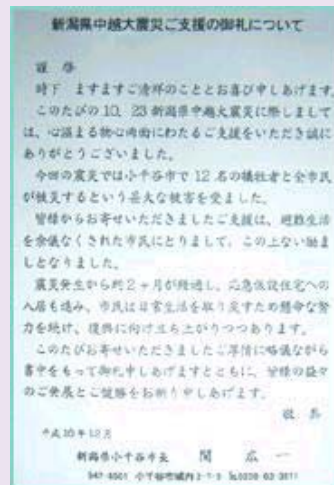 新潟県中越大震災ご支援の御礼について
謹 啓
時下 ますますご清祥のこととお喜び申しあげます。
このたびの10.23新潟県中越大震災に際しまして
は、心温まる物心両面にわたるご支援をいただき誠に
ありがとうございました。
今回の震災では小千谷市で12名の犠牲者と全市民
が被災するという甚大な被害を受ました。
皆様からお寄せいただきましたご支援は、避難生活
を余儀なくされた市民にとりまして、この上ない励ま
しとなりました。
震災発生から約2ヶ月が経過し、応急仮設住宅への
入居も進み、市民は日常生活を取り戻すため懸命な努
力を続け、復興に向け立ち上がりつつあります。
このたびお寄せいただきましたご厚情に略儀ながら
書中をもって御礼申しあげますとともに、皆様の益々
のご発展とご健勝をお祈り申しあげます。
敬 具
平成16年12月
新潟県小千谷市長 関 広 一
947-8501 小千谷市城内2-7-5